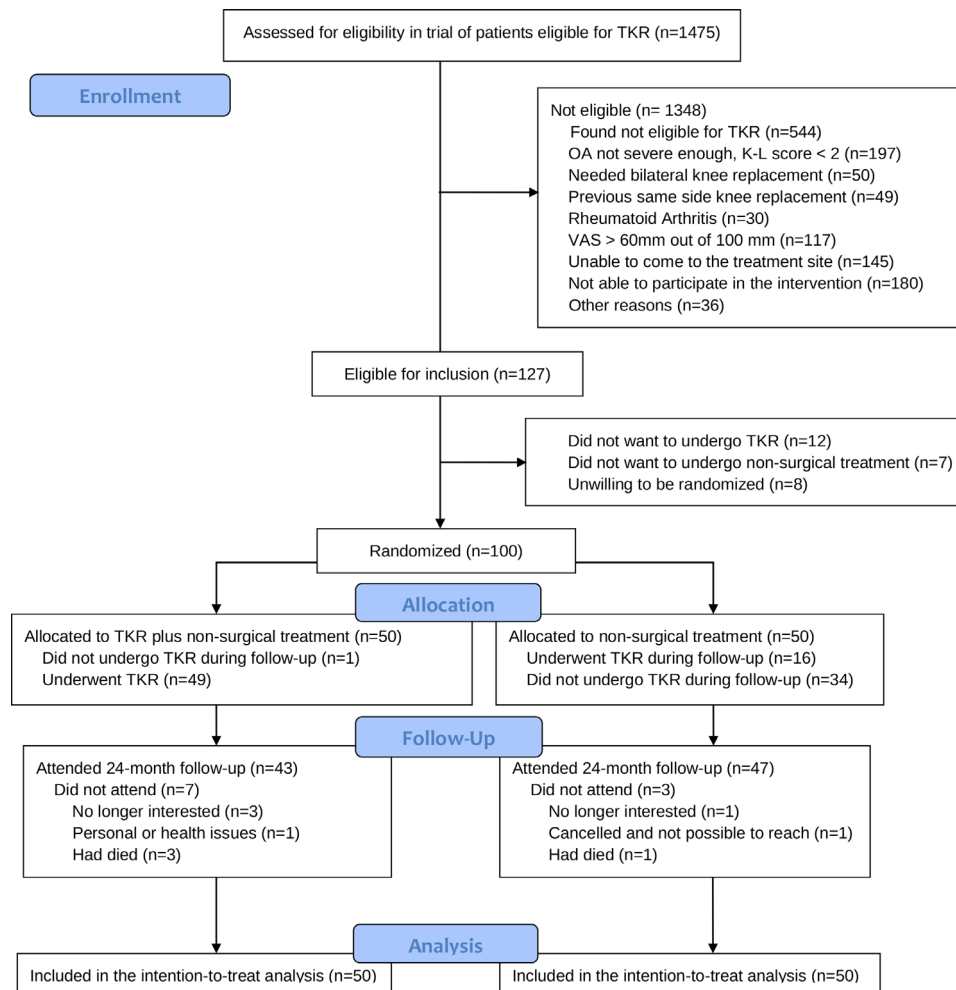 Assessed for eligibility in trial of patients eligible for TKR (n=1475)
Enrollment
Not eligible (n= 1348)
Found not eligible for TKR (n=544)
OA not severe enough, K-L score < 2 (n=197)
Needed bilateral knee replacement (n=50)
Previous same side knee replacement (n=49)
Rheumatoid Arthritis (n=30)
VAS > 60mm out of 100 mm (n=117)
Unable to come to the treatment site (n=145)
Not able to participate in the intervention (n=180)
Other reasons (n=36)
Eligible for inclusion (n=127)
Did not want to undergo TKR (n=12)
Did not want to undergo non-surgical treatment (n=7)
Unwilling to be randomized (n=8)
Randomized (n=100)
Allocation
Allocated to TKR plus non-surgical treatment (n=50)
Did not undergo TKR during follow-up (n=1)
Underwent TKR (n=49)
Allocated to non-surgical treatment (n=50)
Underwent TKR during follow-up (n=16)
Did not undergo TKR during follow-up (n=34)
Follow-Up
Attended 24-month follow-up (n=43)
Did not attend (n=7)
No longer interested (n=3)
Personal or health issues (n=1)
Had died (n=3)
Attended 24-month follow-up (n=47)
Did not attend (n=3)
No longer interested (n=1)
Cancelled and not possible to reach (n=1)
Had died (n=1)
Analysis
Included in the intention-to-treat analysis (n=50)
Included in the intention-to-treat analysis (n=50)